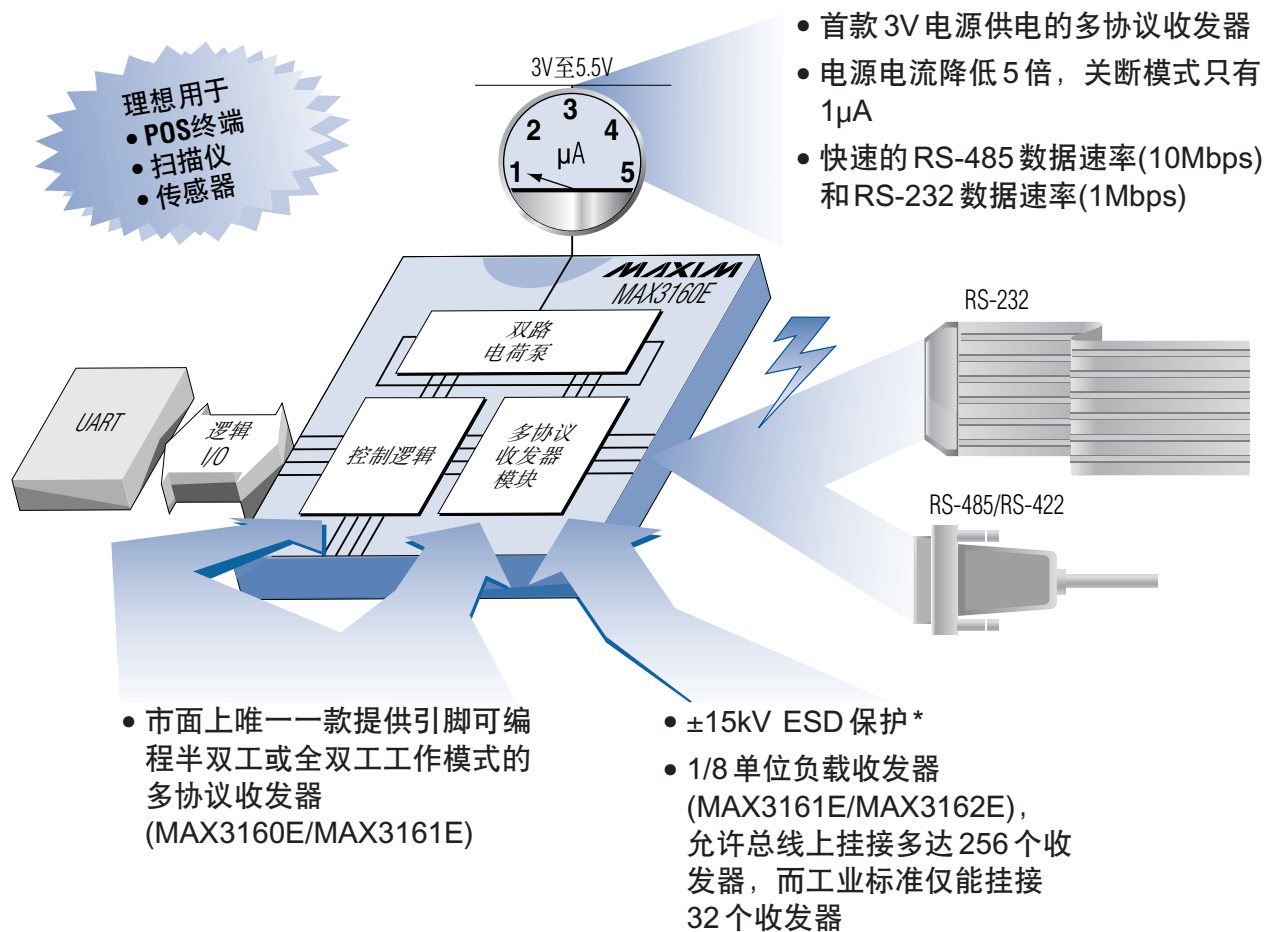 理想用于
• POS终端
• 扫描仪
• 传感器
3V至5.5V
1 2 3 4 5
µA
• 首款3V电源供电的多协议收发器
• 电源电流降低5倍，关断模式只有
1µA
• 快速的RS-485数据速率(10Mbps)
和RS-232数据速率(1Mbps)
MAXIM
MAX3160E
双路
电荷泵
UART
逻辑
I/O
控制逻辑
多协议
收发器
模块
RS-232
RS-485/RS-422
• 市面上唯一一款提供引脚可编
程半双工或全双工工作模式的
多协议收发器
(MAX3160E/MAX3161E)
• ±15kV ESD保护*
• 1/8单位负载收发器
(MAX3161E/MAX3162E)，
允许总线上挂接多达256个收
发器，而工业标准仅能挂接
32个收发器